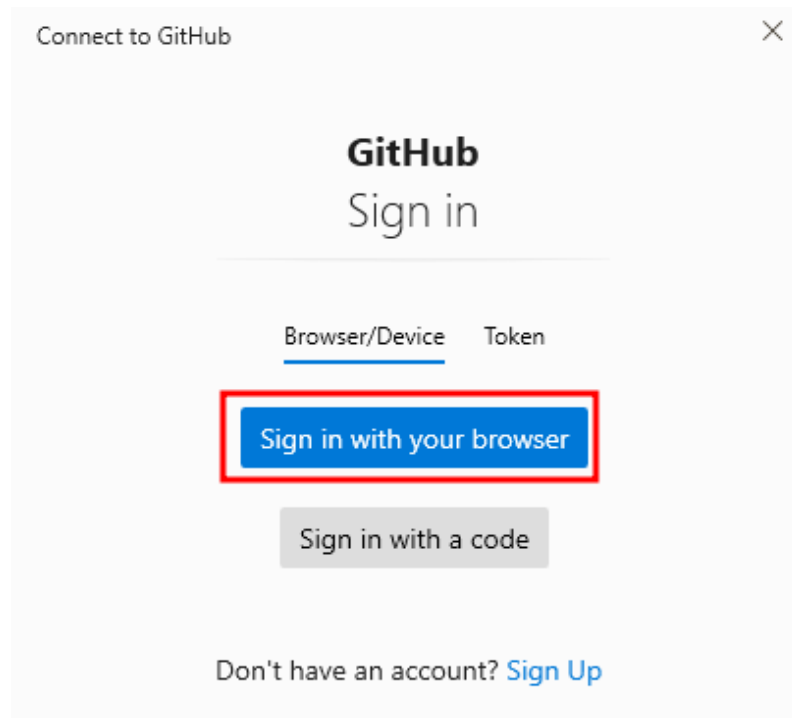 Connect to GitHub
GitHub
Sign in
Browser/Device Token
Sign in with your browser
Sign in with a code
Don't have an account? Sign Up